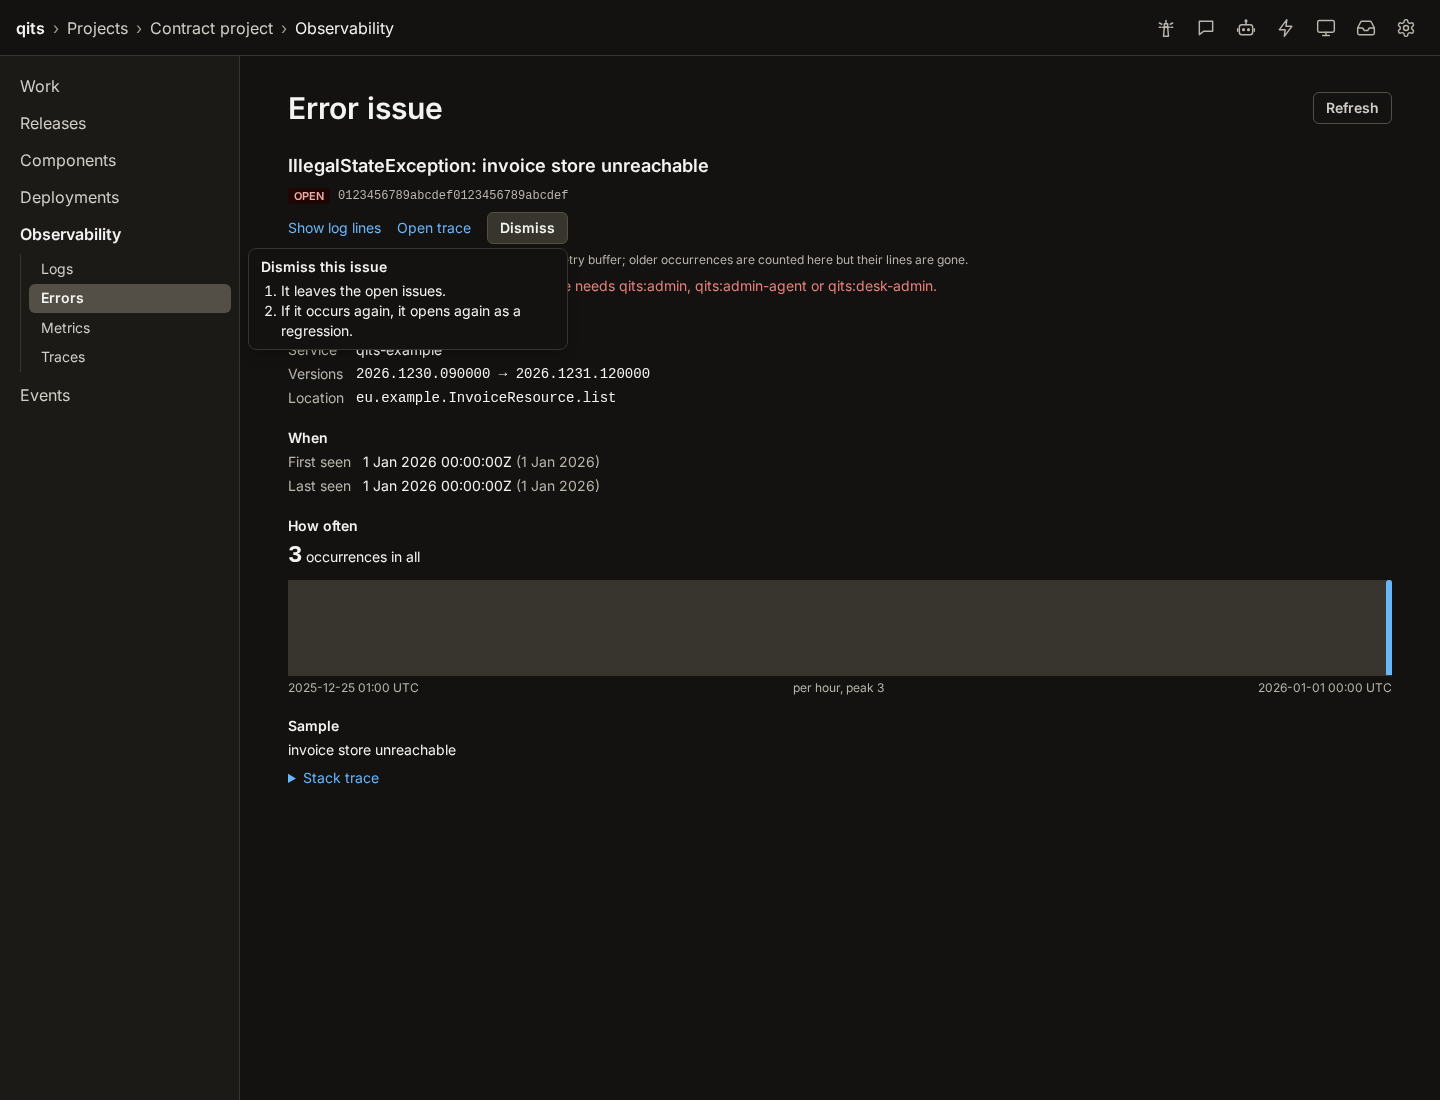 qits › Projects › Contract project › Observability
Work
Releases
Components
Deployments
Observability
Logs
Errors
Metrics
Traces
Events
Error issue
Refresh
IllegalStateException: invoice store unreachable
OPEN 0123456789abcdef0123456789abcdef
Show log lines Open trace Dismiss
buffer; older occurrences are counted here but their lines are gone.
needs qits:admin, qits:admin-agent or qits:desk-admin.
Dismiss this issue
1. It leaves the open issues.
2. If it occurs again, it opens again as a
regression.
Service qits-example
Versions 2026.1230.090000 → 2026.1231.120000
Location eu.example.InvoiceResource.list
When
First seen 1 Jan 2026 00:00:00Z (1 Jan 2026)
Last seen 1 Jan 2026 00:00:00Z (1 Jan 2026)
How often
3 occurrences in all
2025-12-25 01:00 UTC per hour, peak 3 2026-01-01 00:00 UTC
Sample
invoice store unreachable
Stack trace